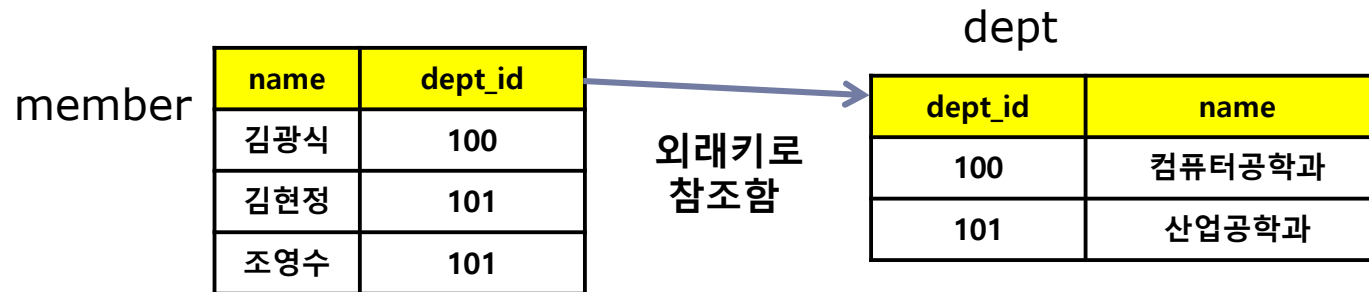 dept
member
name dept_id
김광식 100
김현정 101
조영수 101
외래키로
참조함
dept_id name
100 컴퓨터공학과
101 산업공학과